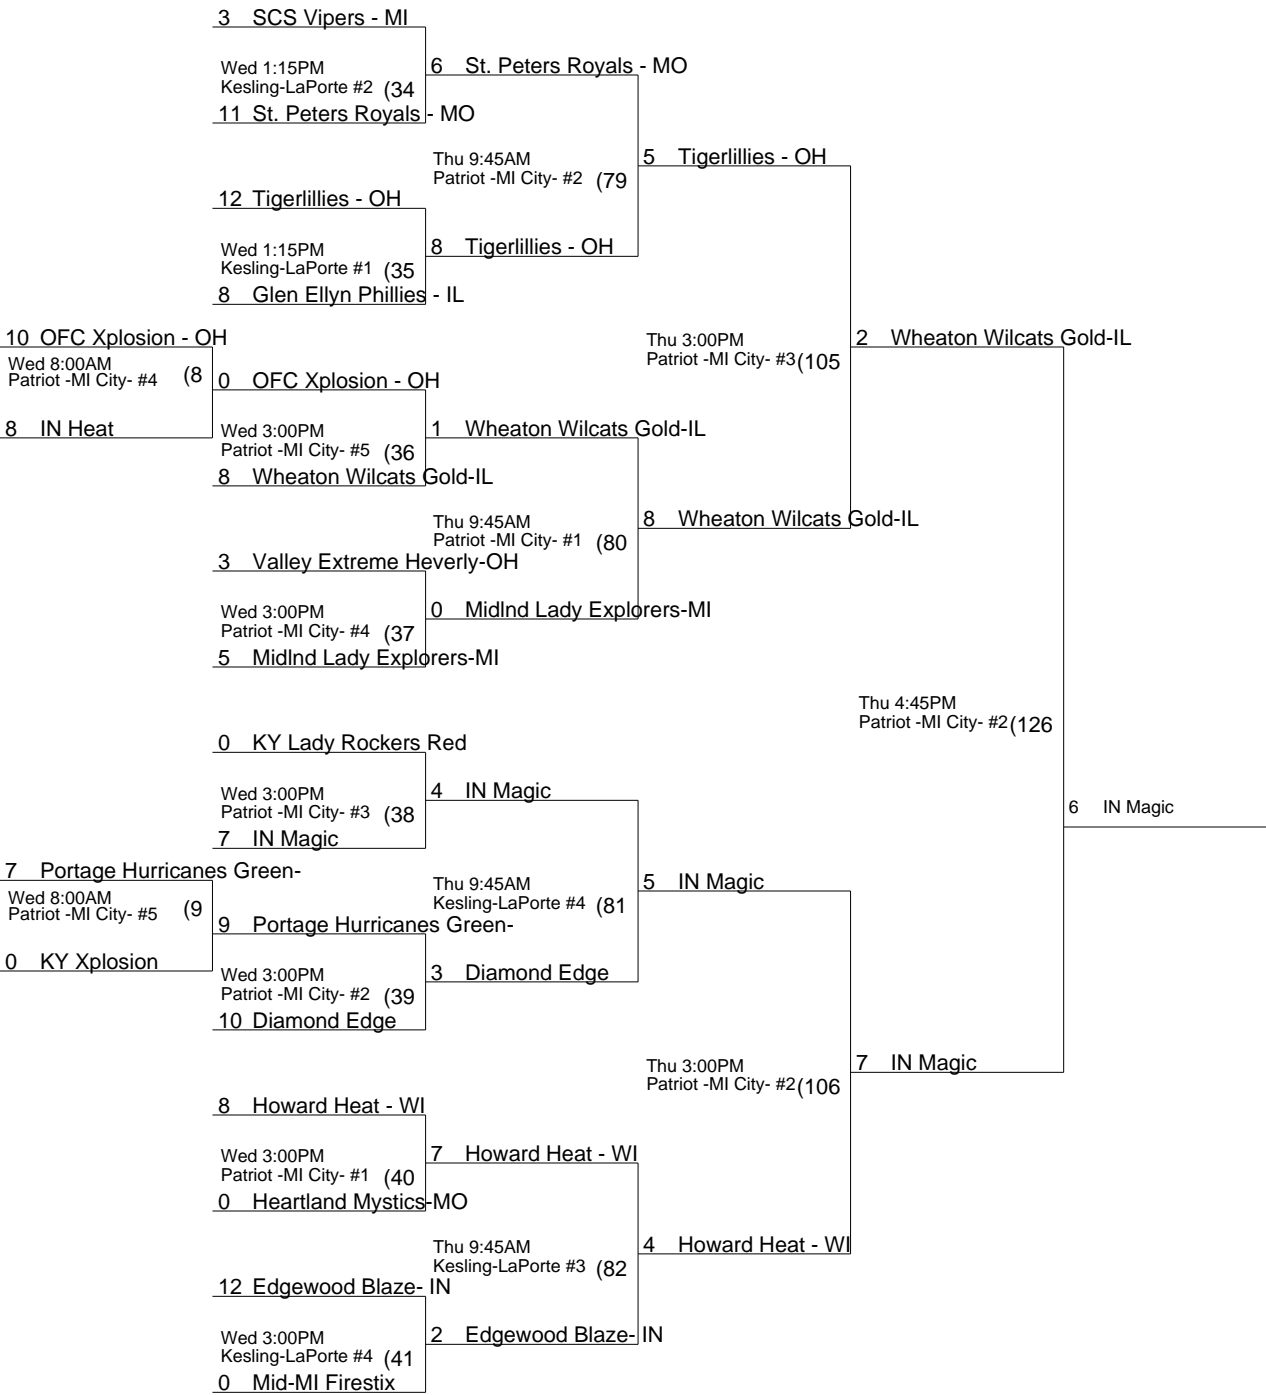 3 SCS Vipers - MI
Wed 1:15PM
Kesling-LaPorte #2 (34
11 St. Peters Royals - MO
6 St. Peters Royals - MO
Thu 9:45AM
Patriot -MI City- #2 (79
12 Tigerlillies - OH
Wed 1:15PM
Kesling-LaPorte #1 (35
8 Glen Ellyn Phillies - IL
8 Tigerlillies - OH
5 Tigerlillies - OH
Thu 3:00PM
Patriot -MI City- #3 (105
10 OFC Xplosion - OH
Wed 8:00AM
Patriot -MI City- #4 (8
8 IN Heat
0 OFC Xplosion - OH
Wed 3:00PM
Patriot -MI City- #5 (36
8 Wheaton Wilcats Gold-IL
1 Wheaton Wilcats Gold-IL
Thu 9:45AM
Patriot -MI City- #1 (80
3 Valley Extreme Heverly-OH
Wed 3:00PM
Patriot -MI City- #4 (37
5 Midlnd Lady Explorers-MI
0 Midlnd Lady Explorers-MI
8 Wheaton Wilcats Gold-IL
2 Wheaton Wilcats Gold-IL
Thu 4:45PM
Patriot -MI City- #2 (126
0 KY Lady Rockers Red
Wed 3:00PM
Patriot -MI City- #3 (38
7 IN Magic
4 IN Magic
Thu 9:45AM
Kesling-LaPorte #4 (81
7 Portage Hurricanes Green-
Wed 8:00AM
Patriot -MI City- #5 (9
0 KY Xplosion
9 Portage Hurricanes Green-
Wed 3:00PM
Patriot -MI City- #2 (39
10 Diamond Edge
3 Diamond Edge
5 IN Magic
Thu 3:00PM
Patriot -MI City- #2 (106
8 Howard Heat - WI
Wed 3:00PM
Patriot -MI City- #1 (40
0 Heartland Mystics-MO
7 Howard Heat - WI
Thu 9:45AM
Kesling-LaPorte #3 (82
12 Edgewood Blaze- IN
Wed 3:00PM
Kesling-LaPorte #4 (41
0 Mid-MI Firestix
2 Edgewood Blaze- IN
4 Howard Heat - WI
7 IN Magic
6 IN Magic